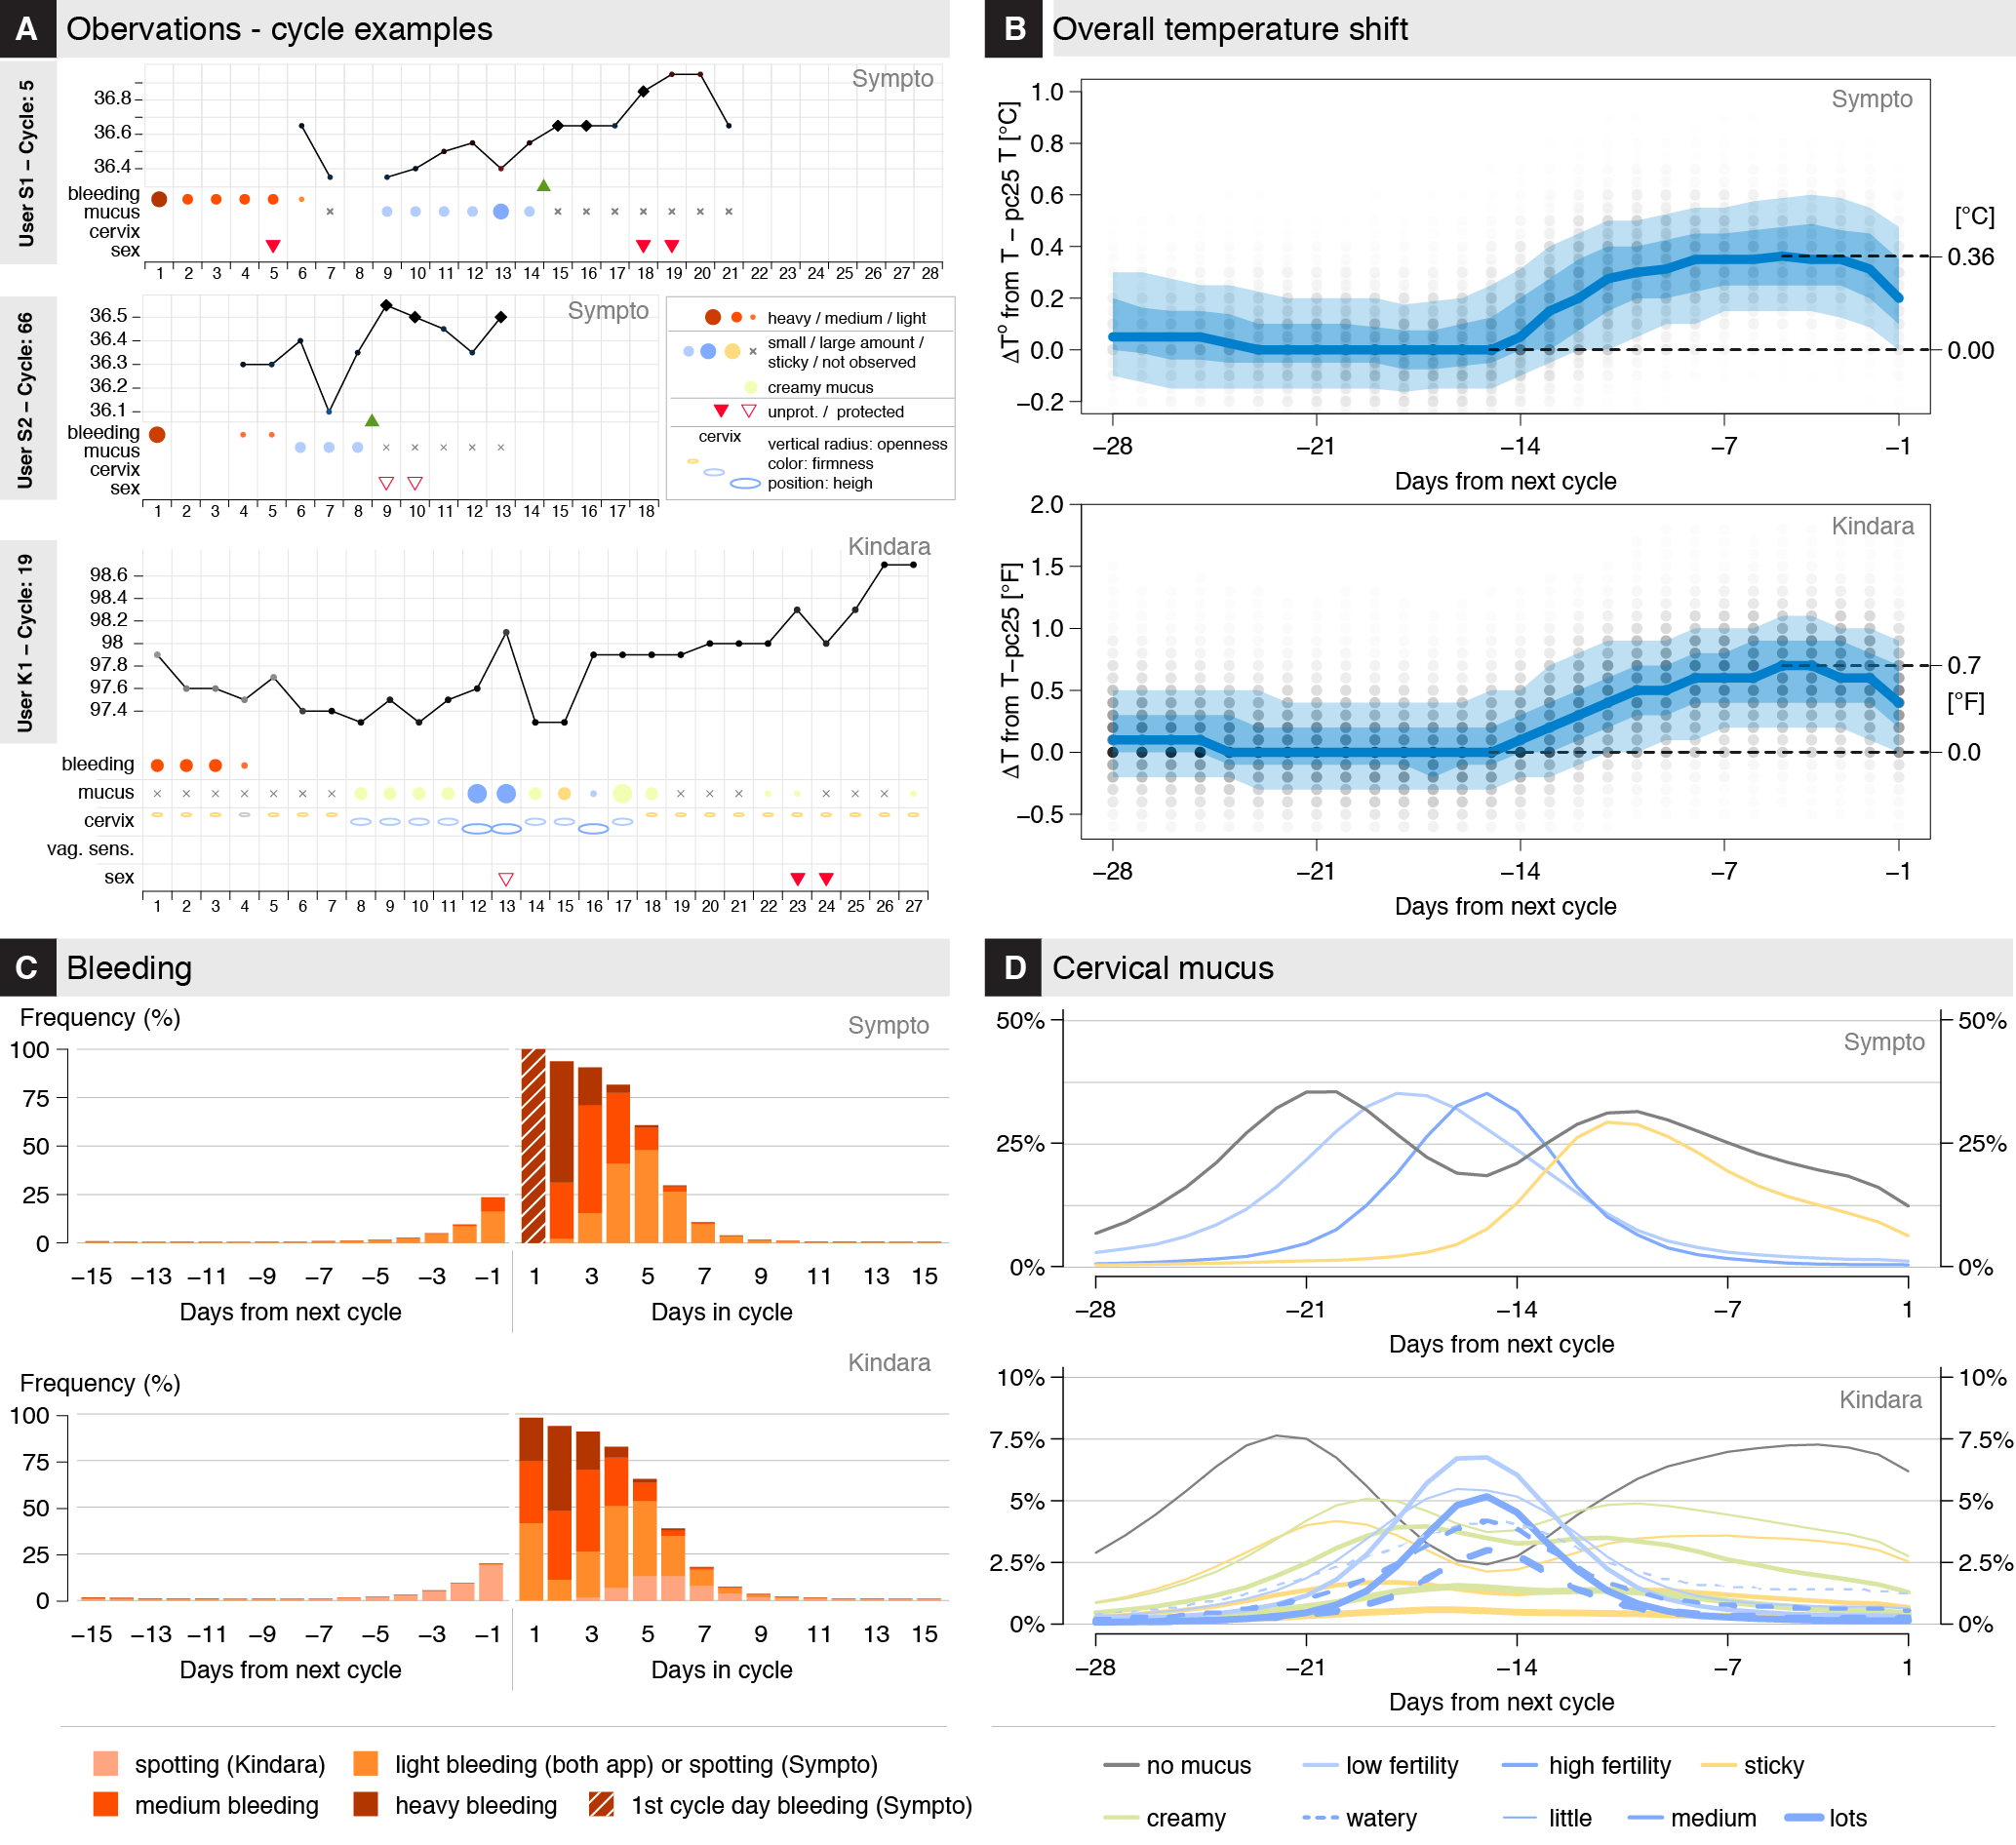 A Obervations - cycle examples
User S1 – Cycle: 5
Sympto
36.8
36.6
36.4
bleeding
mucus
cervix
sex
1 2 3 4 5 6 7 8 9 10 11 12 13 14 15 16 17 18 19 20 21 22 23 24 25 26 27 28
User S2 – Cycle: 66
Sympto
36.5
36.4
36.3
36.2
36.1
bleeding
mucus
cervix
sex
1 2 3 4 5 6 7 8 9 10 11 12 13 14 15 16 17 18
heavy / medium / light
small / large amount /
sticky / not observed
creamy mucus
unprot. / protected
cervix
vertical radius: openness
color: firmness
position: heigh
User K1 – Cycle: 19
Kindara
98.6
98.4
98.2
98
97.8
97.6
97.4
bleeding
mucus
cervix
vag. sens.
sex
1 2 3 4 5 6 7 8 9 10 11 12 13 14 15 16 17 18 19 20 21 22 23 24 25 26 27
B Overall temperature shift
Sympto
ΔTº from T – pc25 T [°C]
1.0
0.8
0.6
0.4
0.2
0.0
−0.2
[°C]
0.36
0.00
−28 −21 −14 −7 −1
Days from next cycle
Kindara
ΔT from T−pc25 [°F]
2.0
1.5
1.0
0.5
0.0
−0.5
0.7
[°F]
0.0
−28 −21 −14 −7 −1
Days from next cycle
C Bleeding
Frequency (%)
Sympto
100
75
50
25
0
−15 −13 −11 −9 −7 −5 −3 −1 1 3 5 7 9 11 13 15
Days from next cycle Days in cycle
Kindara
Frequency (%)
100
75
50
25
0
−15 −13 −11 −9 −7 −5 −3 −1 1 3 5 7 9 11 13 15
Days from next cycle Days in cycle
spotting (Kindara) light bleeding (both app) or spotting (Sympto)
medium bleeding heavy bleeding 1st cycle day bleeding (Sympto)
D Cervical mucus
50% 50%
Sympto
25% 25%
0% 0%
−28 −21 −14 −7 1
Days from next cycle
10% 10%
Kindara
7.5% 7.5%
5% 5%
2.5% 2.5%
0% 0%
−28 −21 −14 −7 1
Days from next cycle
no mucus low fertility high fertility sticky
creamy watery little medium lots